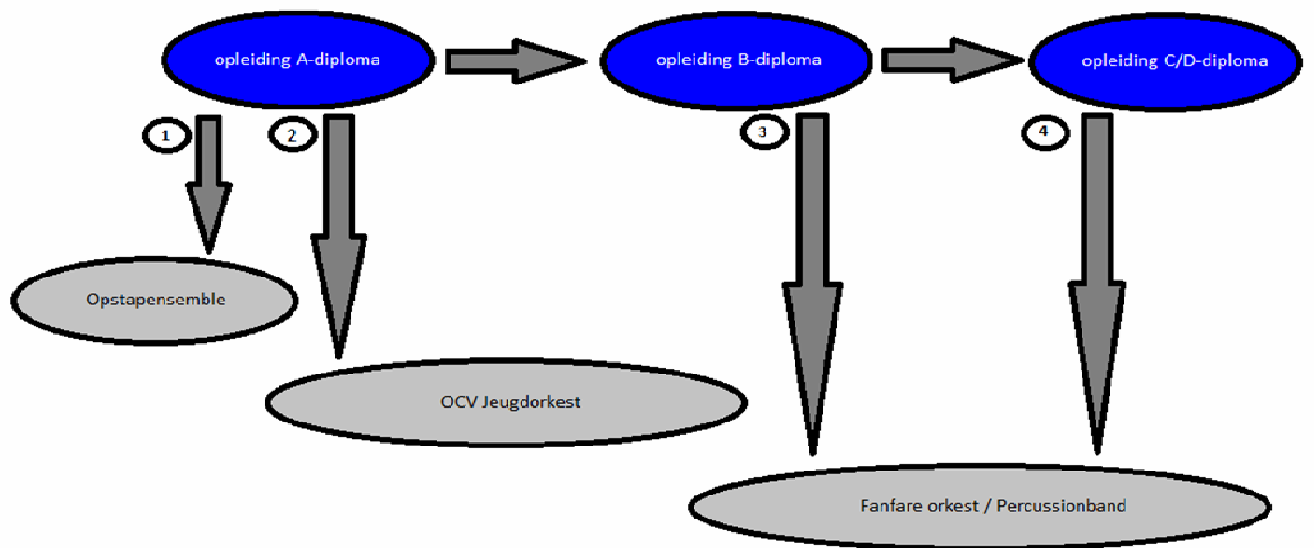 opleiding A-diploma
opleiding B-diploma
opleiding C/D-diploma
1
2
3
4
Opstapensemble
OCV Jeugdorkest
Fanfare orkest / Percussionband